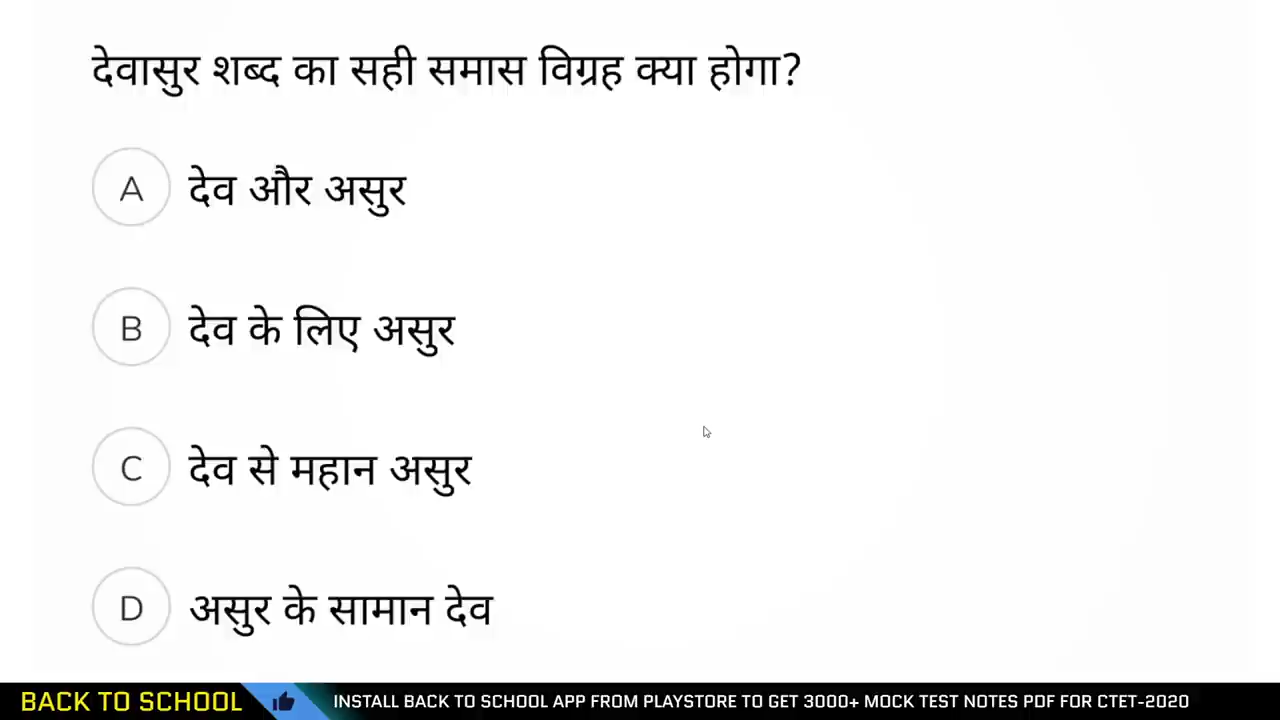 देवासुर शब्द का सही समास विग्रह क्या होगा?
A देव और असुर
B देव के लिए असुर
C देव से महान असुर
D असुर के सामान देव
BACK TO SCHOOL INSTALL BACK TO SCHOOL APP FROM PLAYSTORE TO GET 3000+ MOCK TEST NOTES PDF FOR CTET-2020